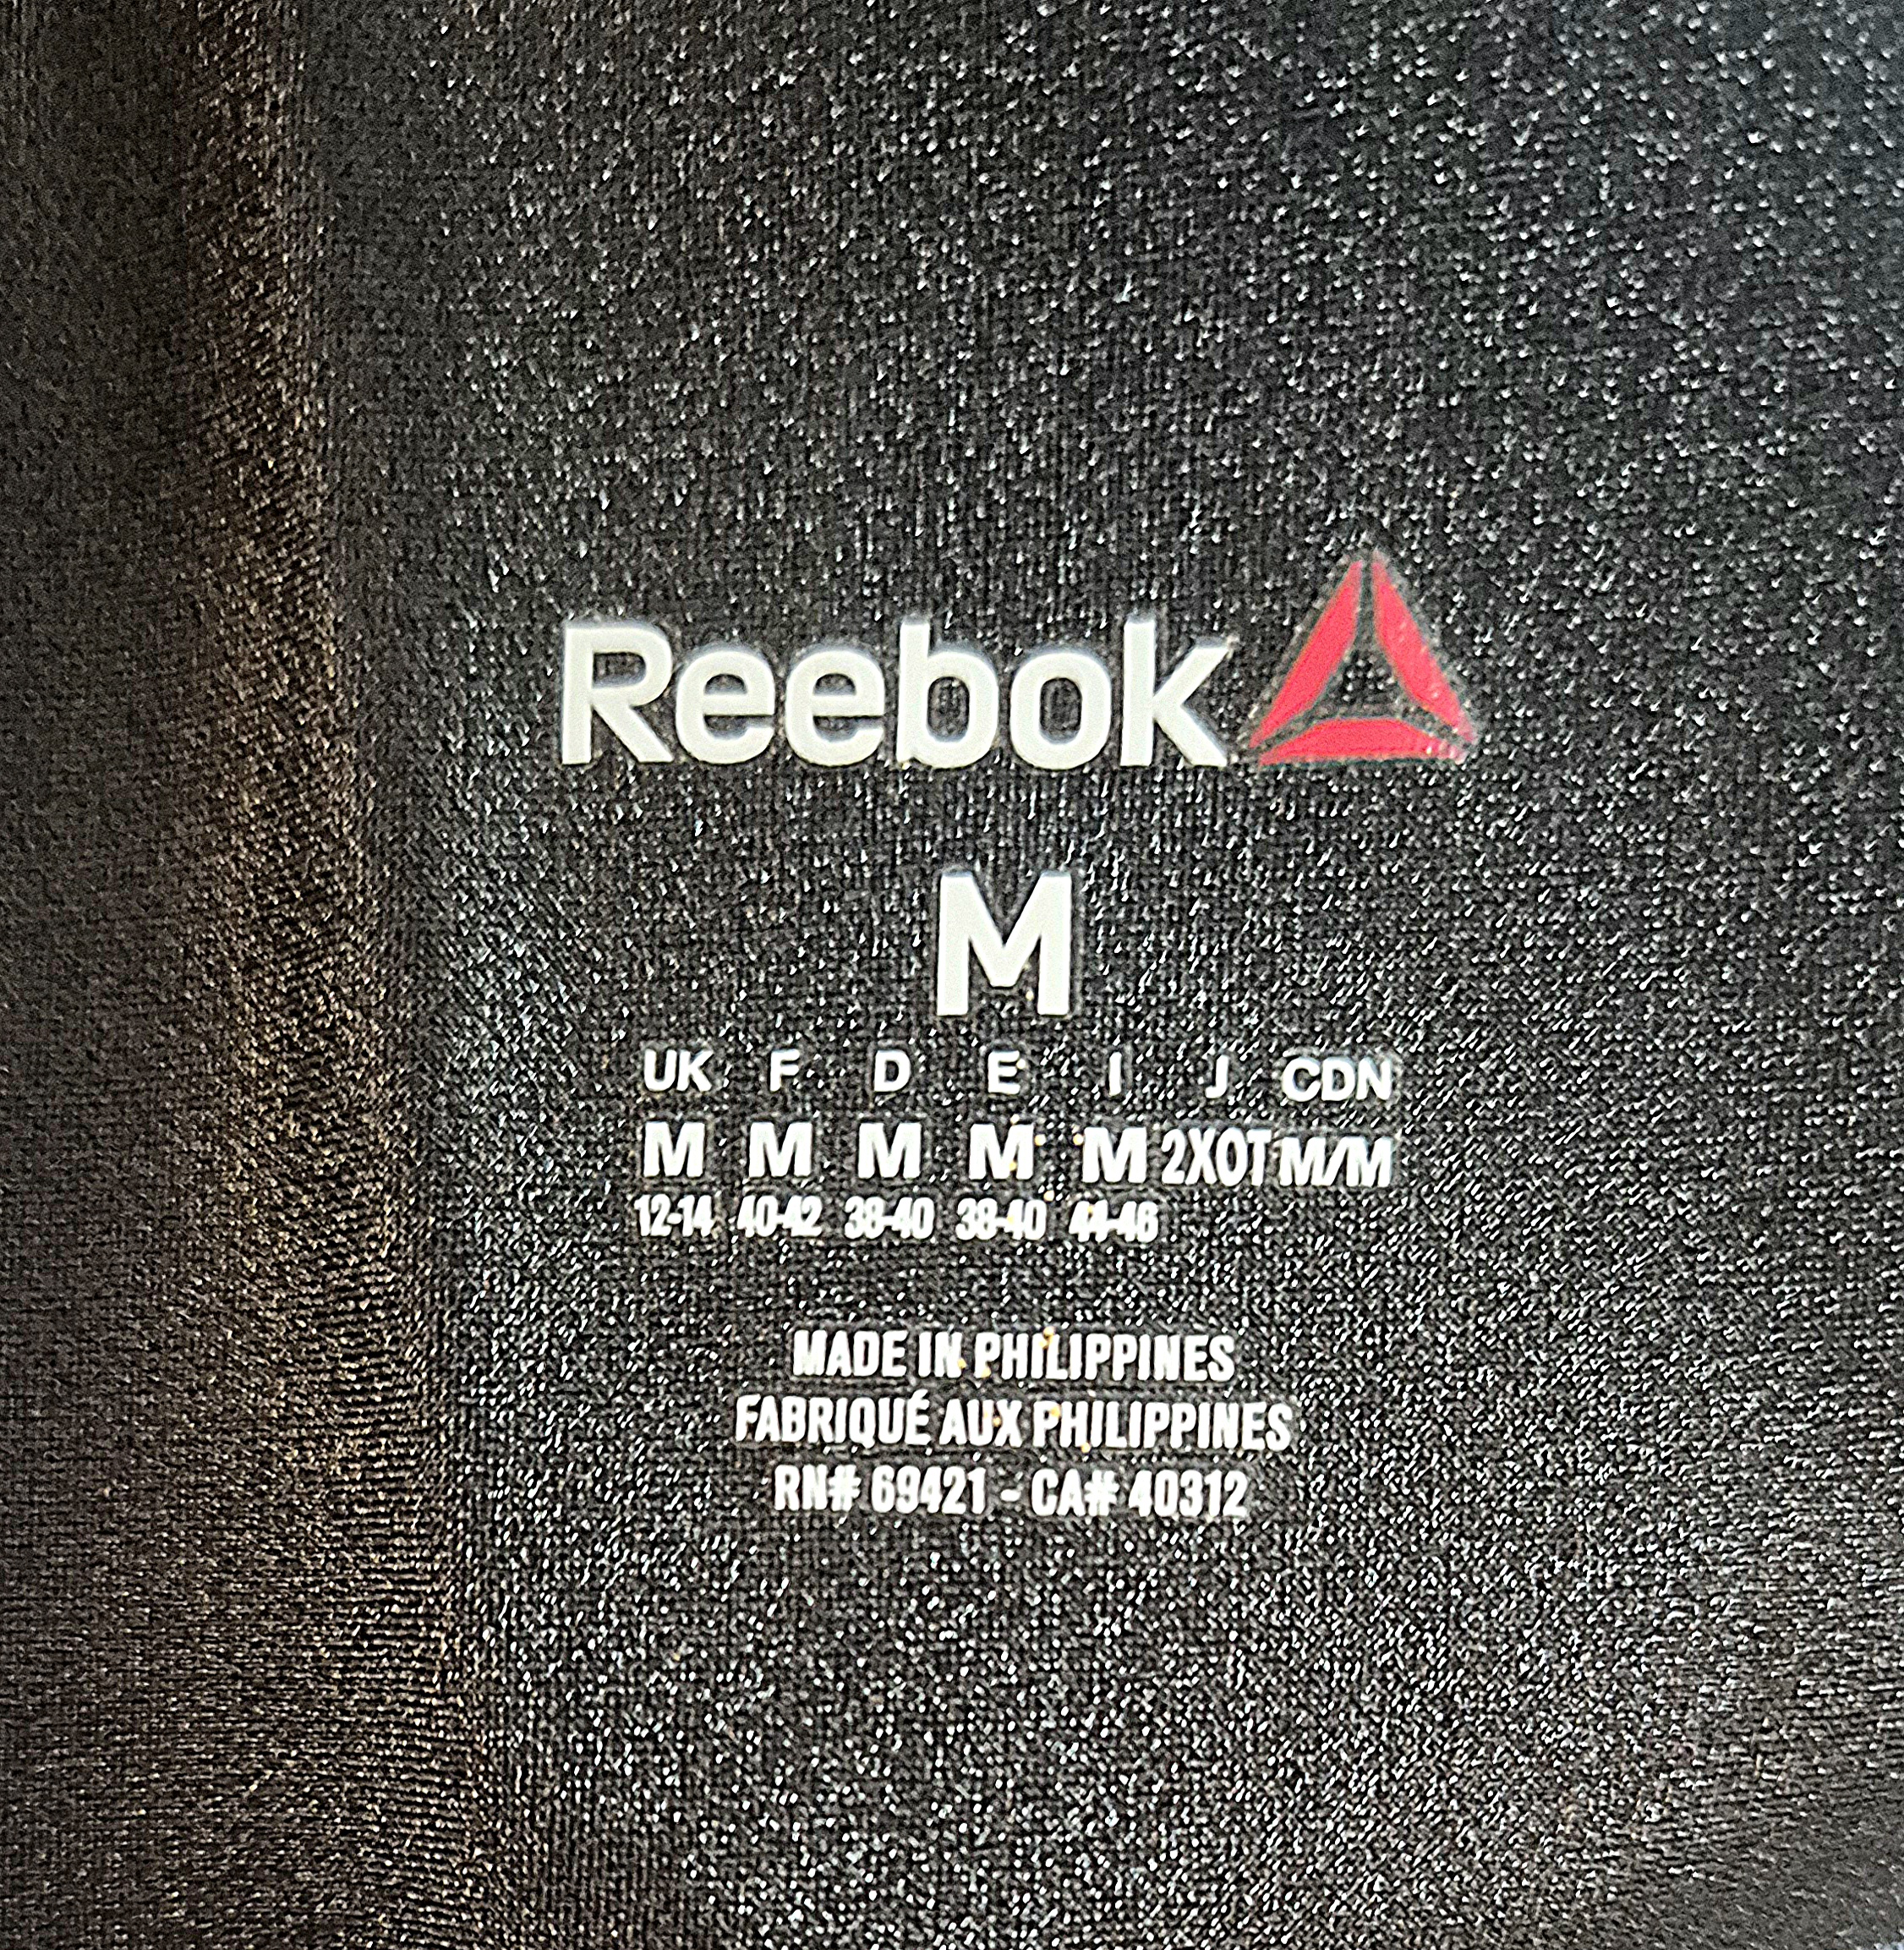 Reebok
M
UK F D E I J CDN
M M M M M 2XOT M/M
12-14 40-42 38-40 38-40 44-46
MADE IN PHILIPPINES
FABRIQUÉ AUX PHILIPPINES
RN# 69421 - CA# 40312